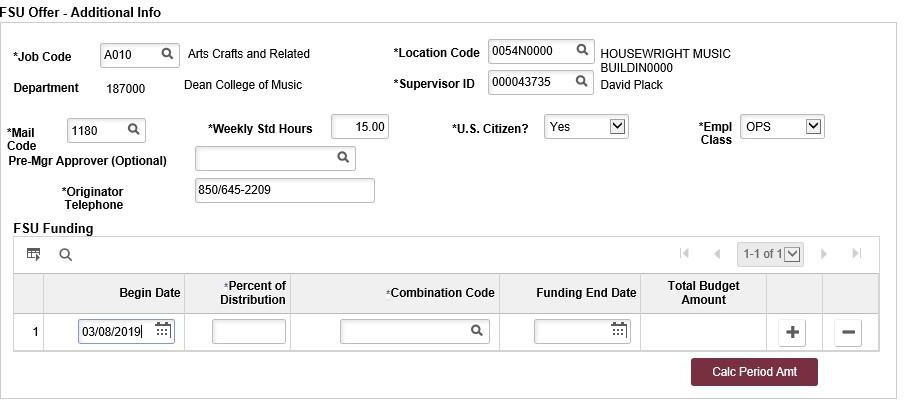 FSU Offer - Additional Info
*Job Code A010 Arts Crafts and Related *Location Code 0054N0000 HOUSEWRIGHT MUSIC
BUILDIN0000
Department 187000 Dean College of Music *Supervisor ID 000043735 David Plack
*Mail
Code 1180 *Weekly Std Hours 15.00 *U.S. Citizen? Yes *Empl
Class OPS
Pre-Mgr Approver (Optional)
*Originator
Telephone 850/645-2209
FSU Funding
1-1 of 1
Begin Date *Percent of
Distribution *Combination Code Funding End Date Total Budget
Amount
1 03/08/2019
Calc Period Amt